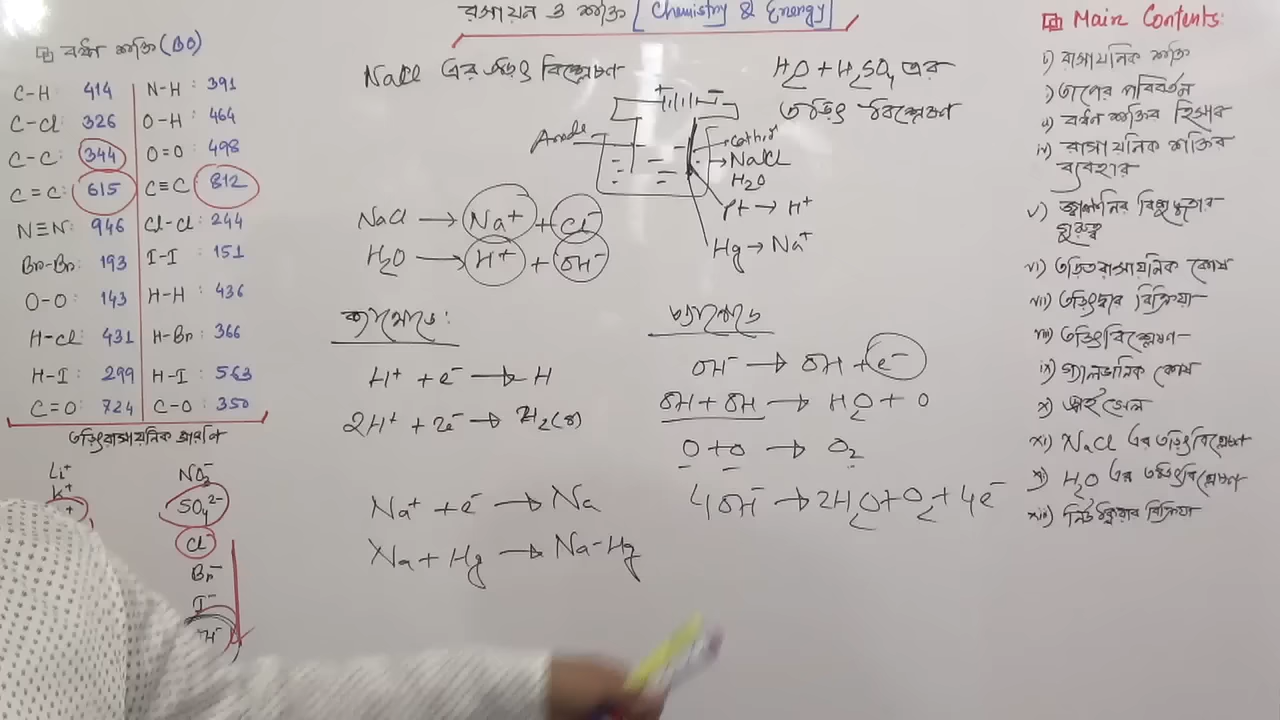 রসায়ন ও শক্তি [Chemistry & Energy]
বন্ধন শক্তি (BO)
C-H: 414 N-H: 391
C-Cl: 326 O-H: 464
C-C: 344 O=O: 498
C=C: 615 C≡C: 812
N≡N: 946 Cl-Cl: 244
Br-Br: 193 I-I: 151
O-O: 143 H-H: 436
H-Cl: 431 H-Br: 366
H-I: 299 H-I: 563
C=O: 724 C-O: 350
তড়িৎরাসায়নিক সারণি
Li⁺ NO₃⁻
K⁺ SO₄²⁻
Cl⁻
Br⁻
I⁻
NaCl এর তড়িৎ বিশ্লেষণ
H₂O + H₂SO₄ এর
তড়িৎ বিশ্লেষণ
+ −
Anode
NaCl
H₂O
Pt → H⁺
Hg → Na⁺
NaCl → Na⁺ + Cl⁻
H₂O → H⁺ + OH⁻
ক্যাথোডে:
H⁺ + e⁻ → H
2H⁺ + 2e⁻ → H₂(g)
Na⁺ + e⁻ → Na
Na + Hg → Na-Hg
অ্যানোডে
OH⁻ → OH + e⁻
OH + OH → H₂O + O
O + O → O₂
4OH⁻ → 2H₂O + O₂ + 4e⁻
Main Contents:
i) রাসায়নিক শক্তি
) তাপের পরিবর্তন
) বন্ধন শক্তির হিসাব
iv) রাসায়নিক শক্তির
ব্যবহার
v) জ্বালানির বিশুদ্ধতার
গুরুত্ব
vi) তড়িৎরাসায়নিক কোষ
vii) তড়িৎদ্বার বিক্রিয়া
viii) তড়িৎবিশ্লেষণ
ix) গ্যালভানিক কোষ
x) ড্রাই সেল
xi) NaCl এর তড়িৎবিশ্লেষণ
xii) H₂O এর তড়িৎবিশ্লেষণ
xiii) নিউক্লিয়ার বিক্রিয়া